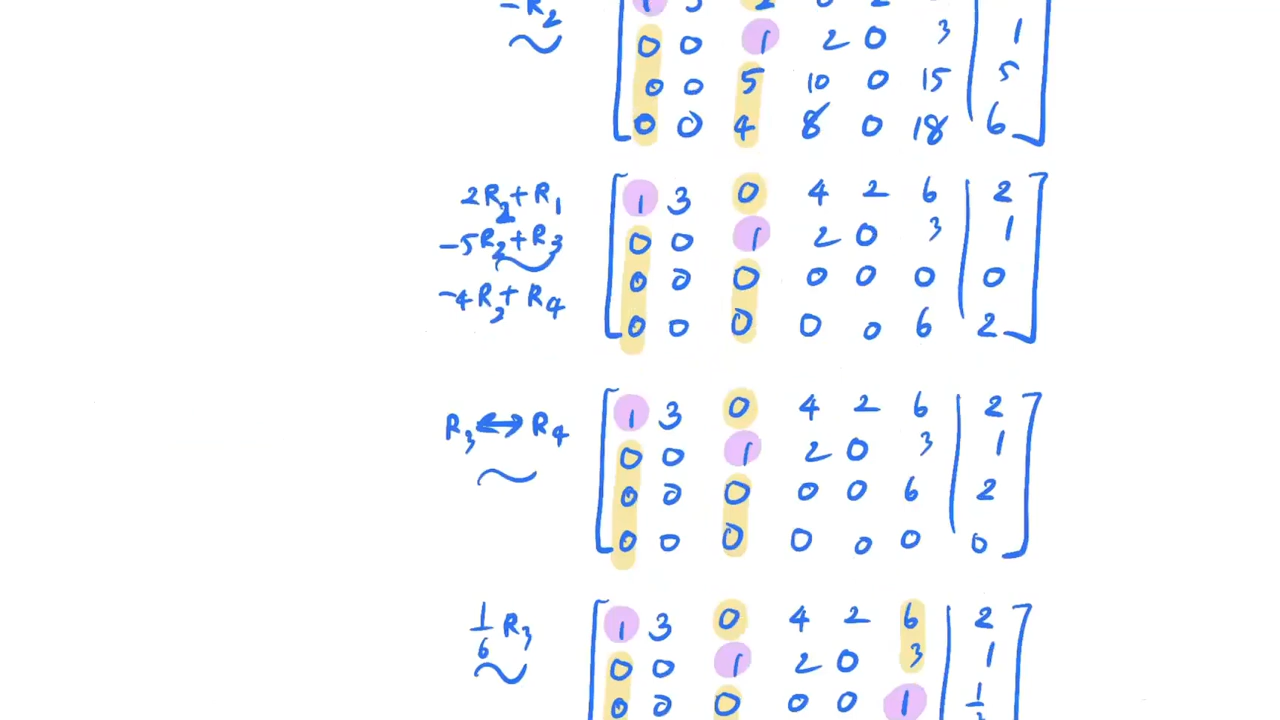 -R₂
0 0 1 2 0 3 | 1
0 0 5 10 0 15 | 5
0 0 4 8 0 18 | 6
2R₂+R₁
-5R₂+R₃ ~
-4R₂+R₄
1 3 0 4 2 6 | 2
0 0 1 2 0 3 | 1
0 0 0 0 0 0 | 0
0 0 0 0 0 6 | 2
R₃↔R₄ ~
1 3 0 4 2 6 | 2
0 0 1 2 0 3 | 1
0 0 0 0 0 6 | 2
0 0 0 0 0 0 | 0
1/6 R₃ ~
1 3 0 4 2 6 | 2
0 0 1 2 0 3 | 1
0 0 0 0 0 1 |